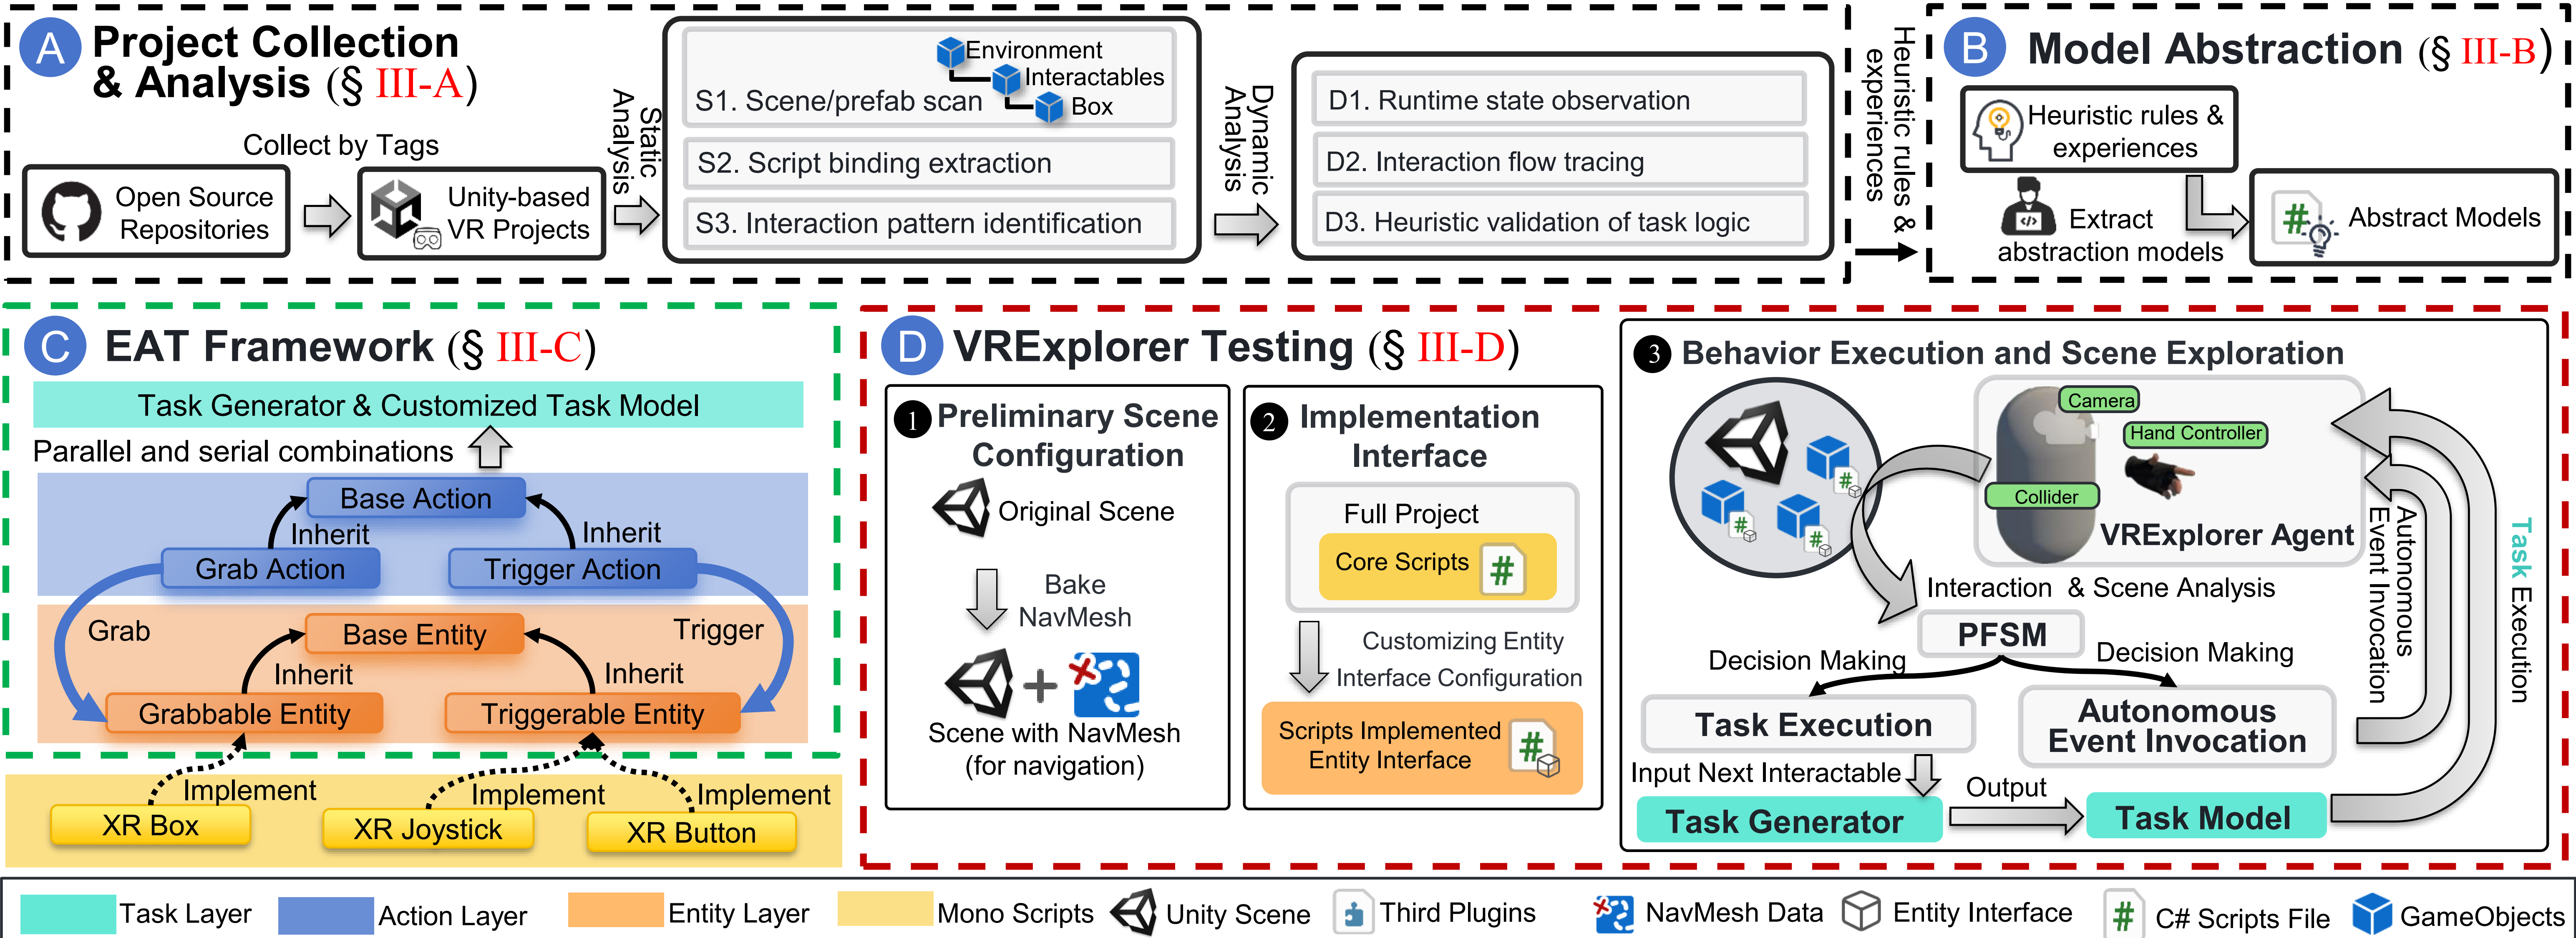 A Project Collection
& Analysis (§ III-A)
Collect by Tags
Open Source
Repositories
Unity-based
VR Projects
Static
Analysis
Environment
Interactables
Box
S1. Scene/prefab scan
S2. Script binding extraction
S3. Interaction pattern identification
Dynamic
Analysis
D1. Runtime state observation
D2. Interaction flow tracing
D3. Heuristic validation of task logic
Heuristic rules &
experiences
B Model Abstraction (§ III-B)
Heuristic rules &
experiences
Extract
abstraction models
Abstract Models
C EAT Framework (§ III-C)
Task Generator & Customized Task Model
Parallel and serial combinations
Base Action
Inherit
Inherit
Grab Action
Trigger Action
Grab
Trigger
Base Entity
Inherit
Inherit
Grabbable Entity
Triggerable Entity
Implement
Implement
Implement
XR Box
XR Joystick
XR Button
D VRExplorer Testing (§ III-D)
1 Preliminary Scene
Configuration
Original Scene
Bake
NavMesh
Scene with NavMesh
(for navigation)
2 Implementation
Interface
Full Project
Core Scripts #
Customizing Entity
Interface Configuration
Scripts Implemented
Entity Interface
3 Behavior Execution and Scene Exploration
Camera
Hand Controller
Collider
VRExplorer Agent
Interaction & Scene Analysis
PFSM
Decision Making
Decision Making
Task Execution
Autonomous
Event Invocation
Input Next Interactable
Task Generator
Output
Task Model
Autonomous
Event Invocation
Task Execution
Task Layer
Action Layer
Entity Layer
Mono Scripts
Unity Scene
Third Plugins
NavMesh Data
Entity Interface
C# Scripts File
GameObjects